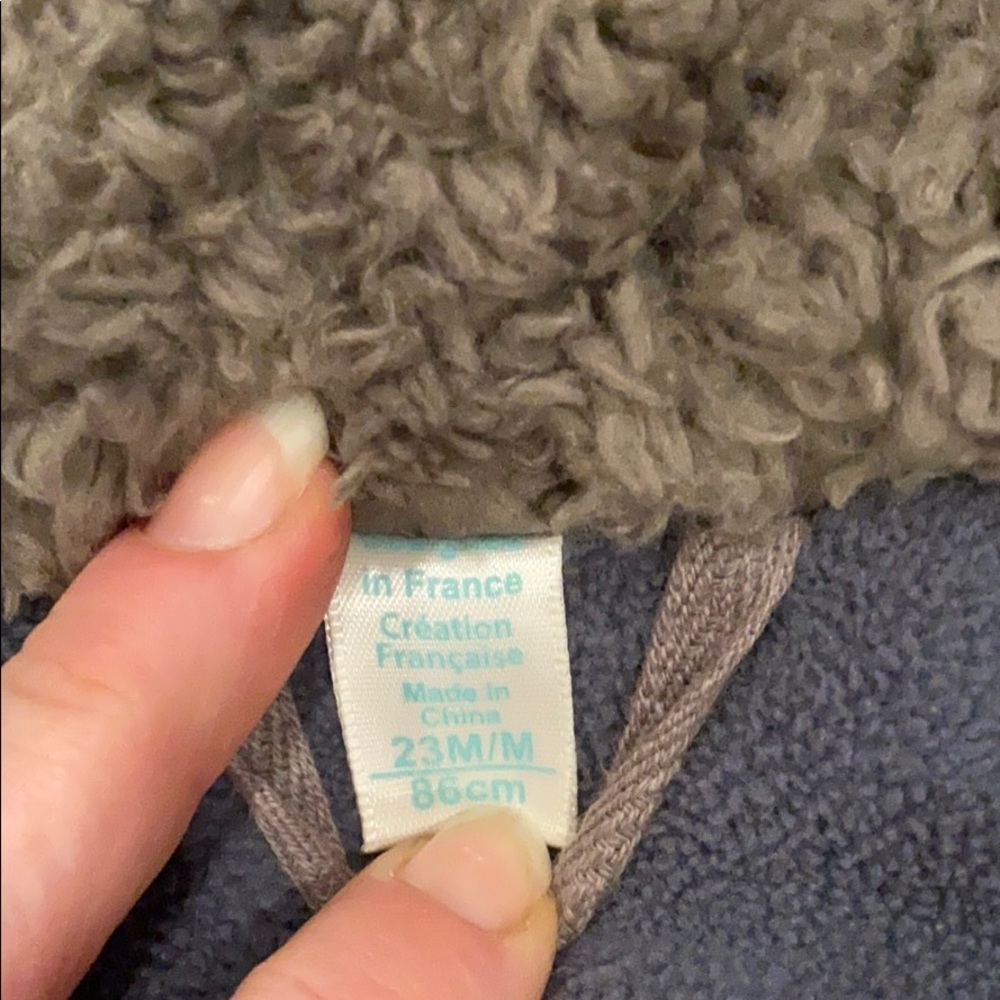 in France
Création
Française
Made in
China
23M/M
86cm